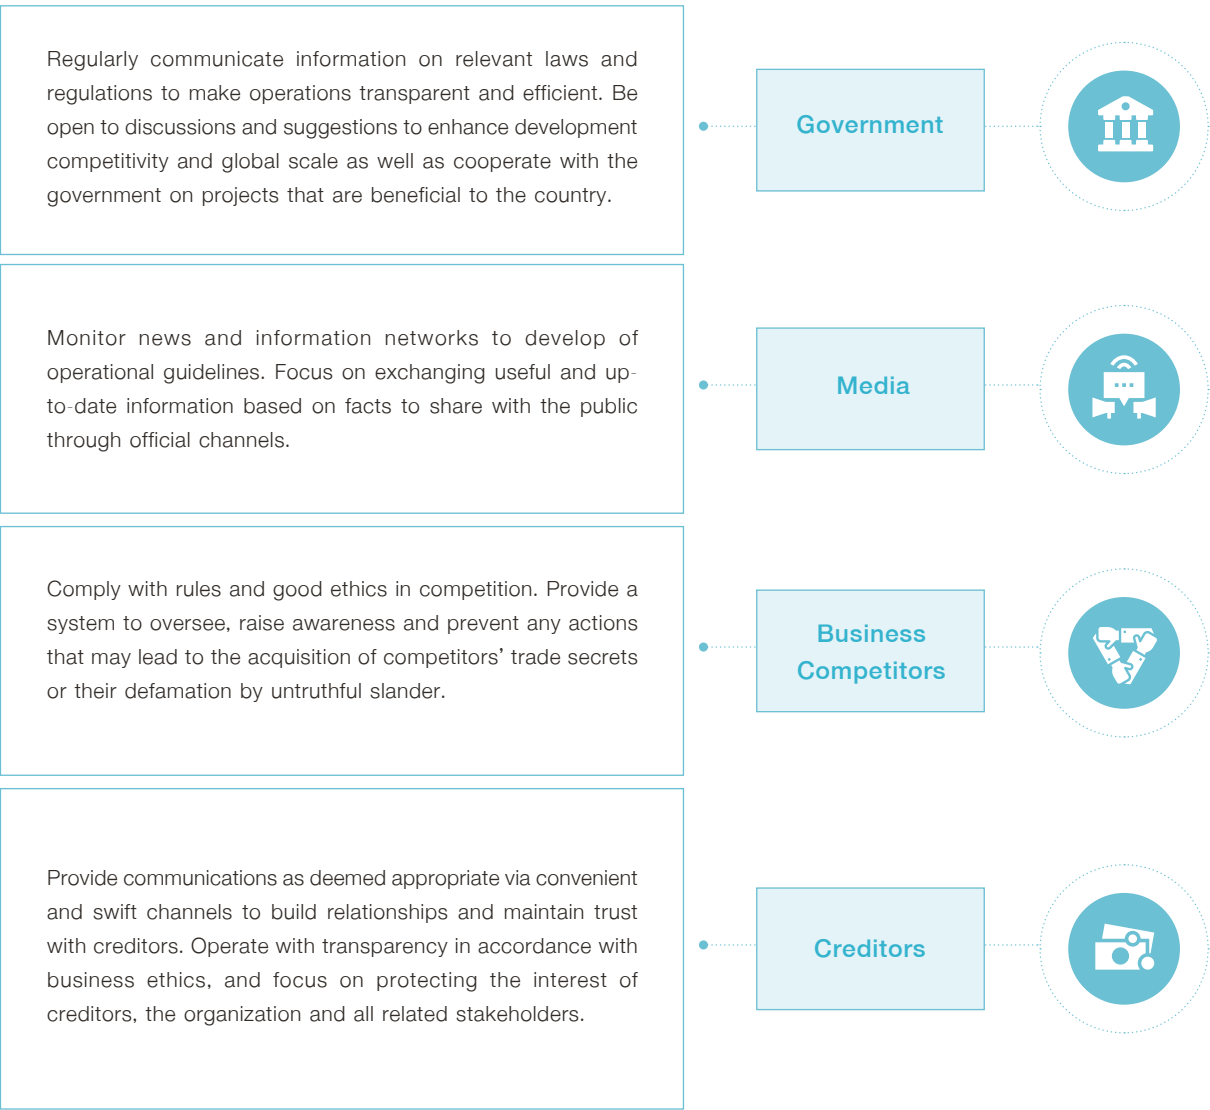 Regularly communicate information on relevant laws and
regulations to make operations transparent and efficient. Be
open to discussions and suggestions to enhance development
competitivity and global scale as well as cooperate with the
government on projects that are beneficial to the country.
Government
Monitor news and information networks to develop of
operational guidelines. Focus on exchanging useful and up-
to-date information based on facts to share with the public
through official channels.
Media
Comply with rules and good ethics in competition. Provide a
system to oversee, raise awareness and prevent any actions
that may lead to the acquisition of competitors’ trade secrets
or their defamation by untruthful slander.
Business
Competitors
Provide communications as deemed appropriate via convenient
and swift channels to build relationships and maintain trust
with creditors. Operate with transparency in accordance with
business ethics, and focus on protecting the interest of
creditors, the organization and all related stakeholders.
Creditors